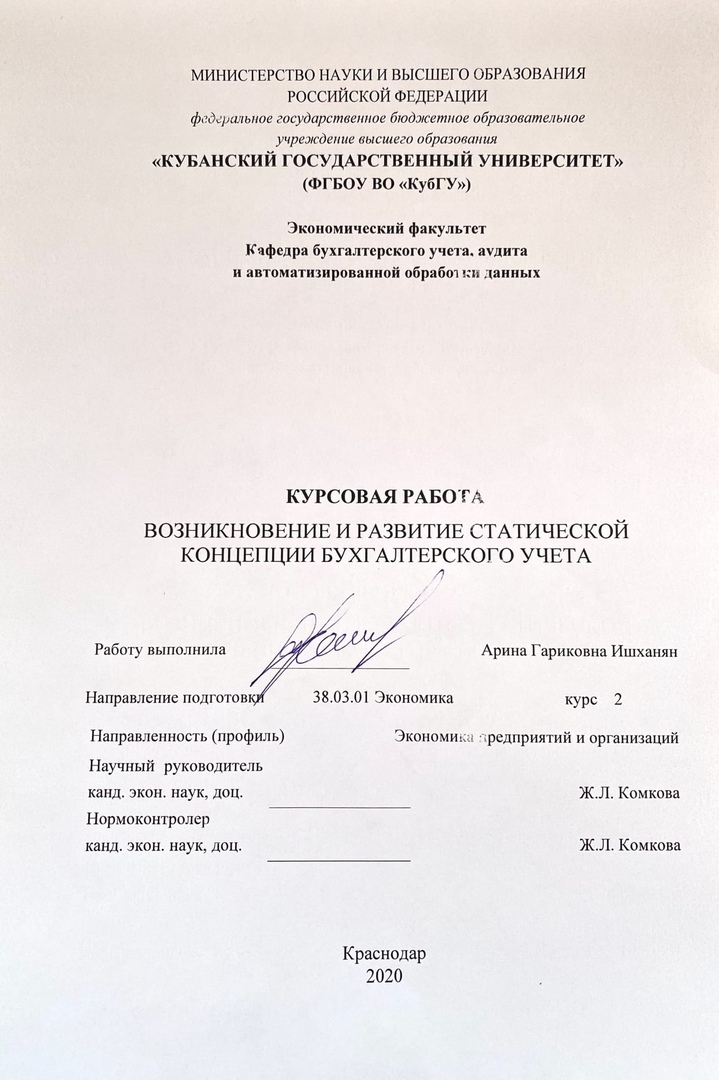 МИНИСТЕРСТВО НАУКИ И ВЫСШЕГО ОБРАЗОВАНИЯ
РОССИЙСКОЙ ФЕДЕРАЦИИ
федеральное государственное бюджетное образовательное
учреждение высшего образования
«КУБАНСКИЙ ГОСУДАРСТВЕННЫЙ УНИВЕРСИТЕТ»
(ФГБОУ ВО «КубГУ»)
Экономический факультет
Кафедра бухгалтерского учета, аудита
и автоматизированной обработки данных
КУРСОВАЯ РАБОТА
ВОЗНИКНОВЕНИЕ И РАЗВИТИЕ СТАТИЧЕСКОЙ
КОНЦЕПЦИИ БУХГАЛТЕРСКОГО УЧЕТА
Работу выполнила Арина Гариковна Ишханян
Направление подготовки 38.03.01 Экономика курс 2
Направленность (профиль) Экономика предприятий и организаций
Научный руководитель
канд. экон. наук, доц. Ж.Л. Комкова
Нормоконтролер
канд. экон. наук, доц. Ж.Л. Комкова
Краснодар
2020